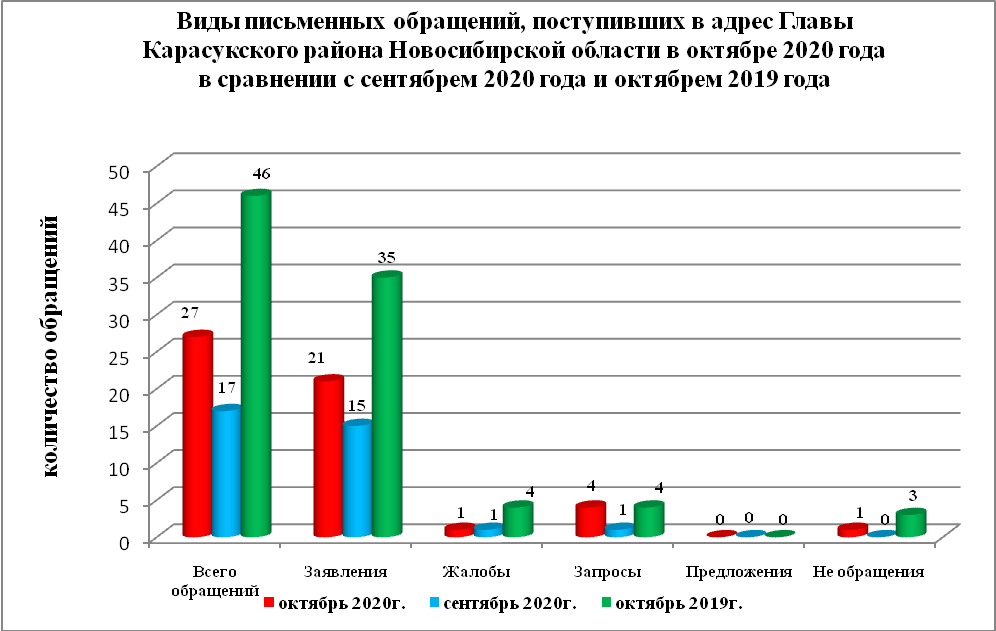 Виды письменных обращений, поступивших в адрес Главы
Карасукского района Новосибирской области в октябре 2020 года
в сравнении с сентябрем 2020 года и октябрем 2019 года
количество обращений
50
45
40
35
30
25
20
15
10
5
0
27
17
46
21
15
35
1
1
4
4
1
4
0
0
0
1
0
3
Всего
обращений
Заявления
Жалобы
Запросы
Предложения
Не обращения
октябрь 2020г.
сентябрь 2020г.
октябрь 2019г.